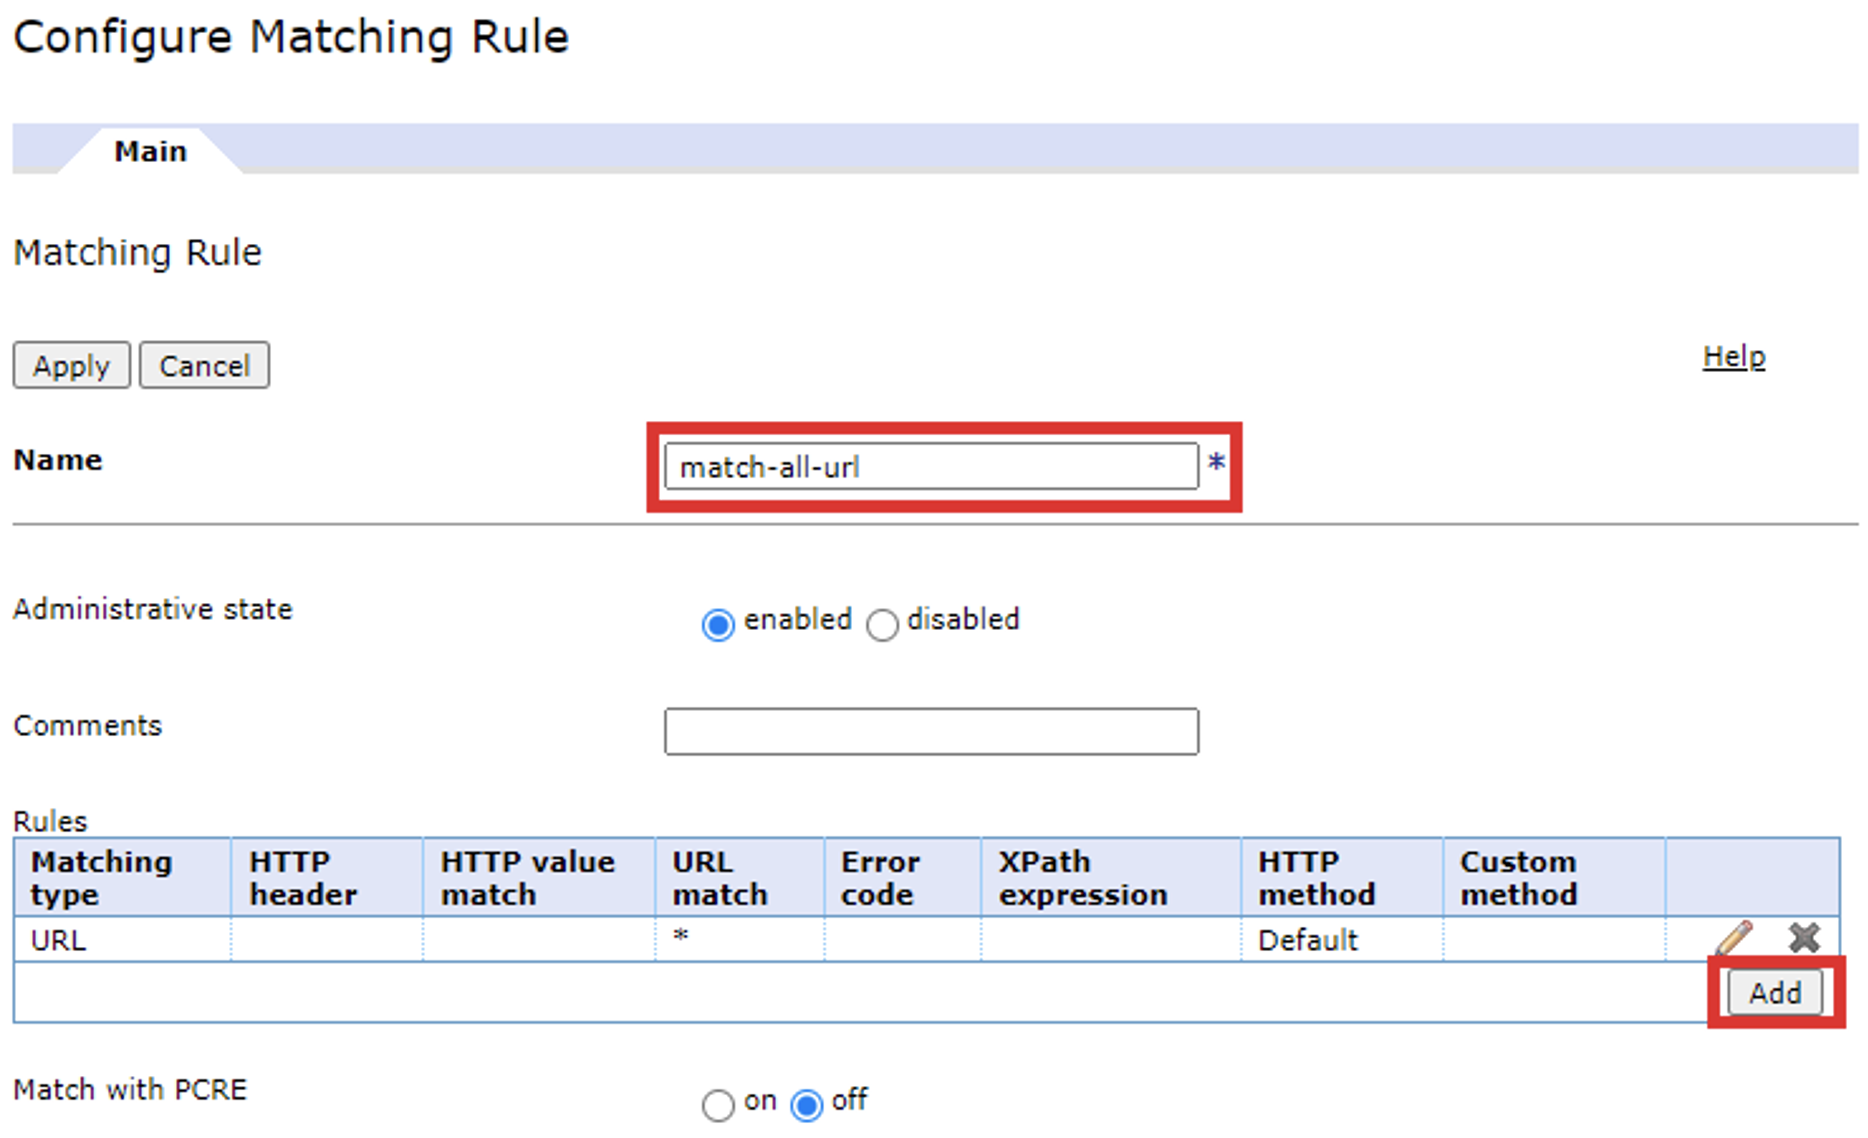 Configure Matching Rule
Main
Matching Rule
Apply Cancel Help
Name match-all-url *
Administrative state enabled disabled
Comments
Rules
Matching type HTTP header HTTP value match URL match Error code XPath expression HTTP method Custom method
URL * Default
Add
Match with PCRE on off